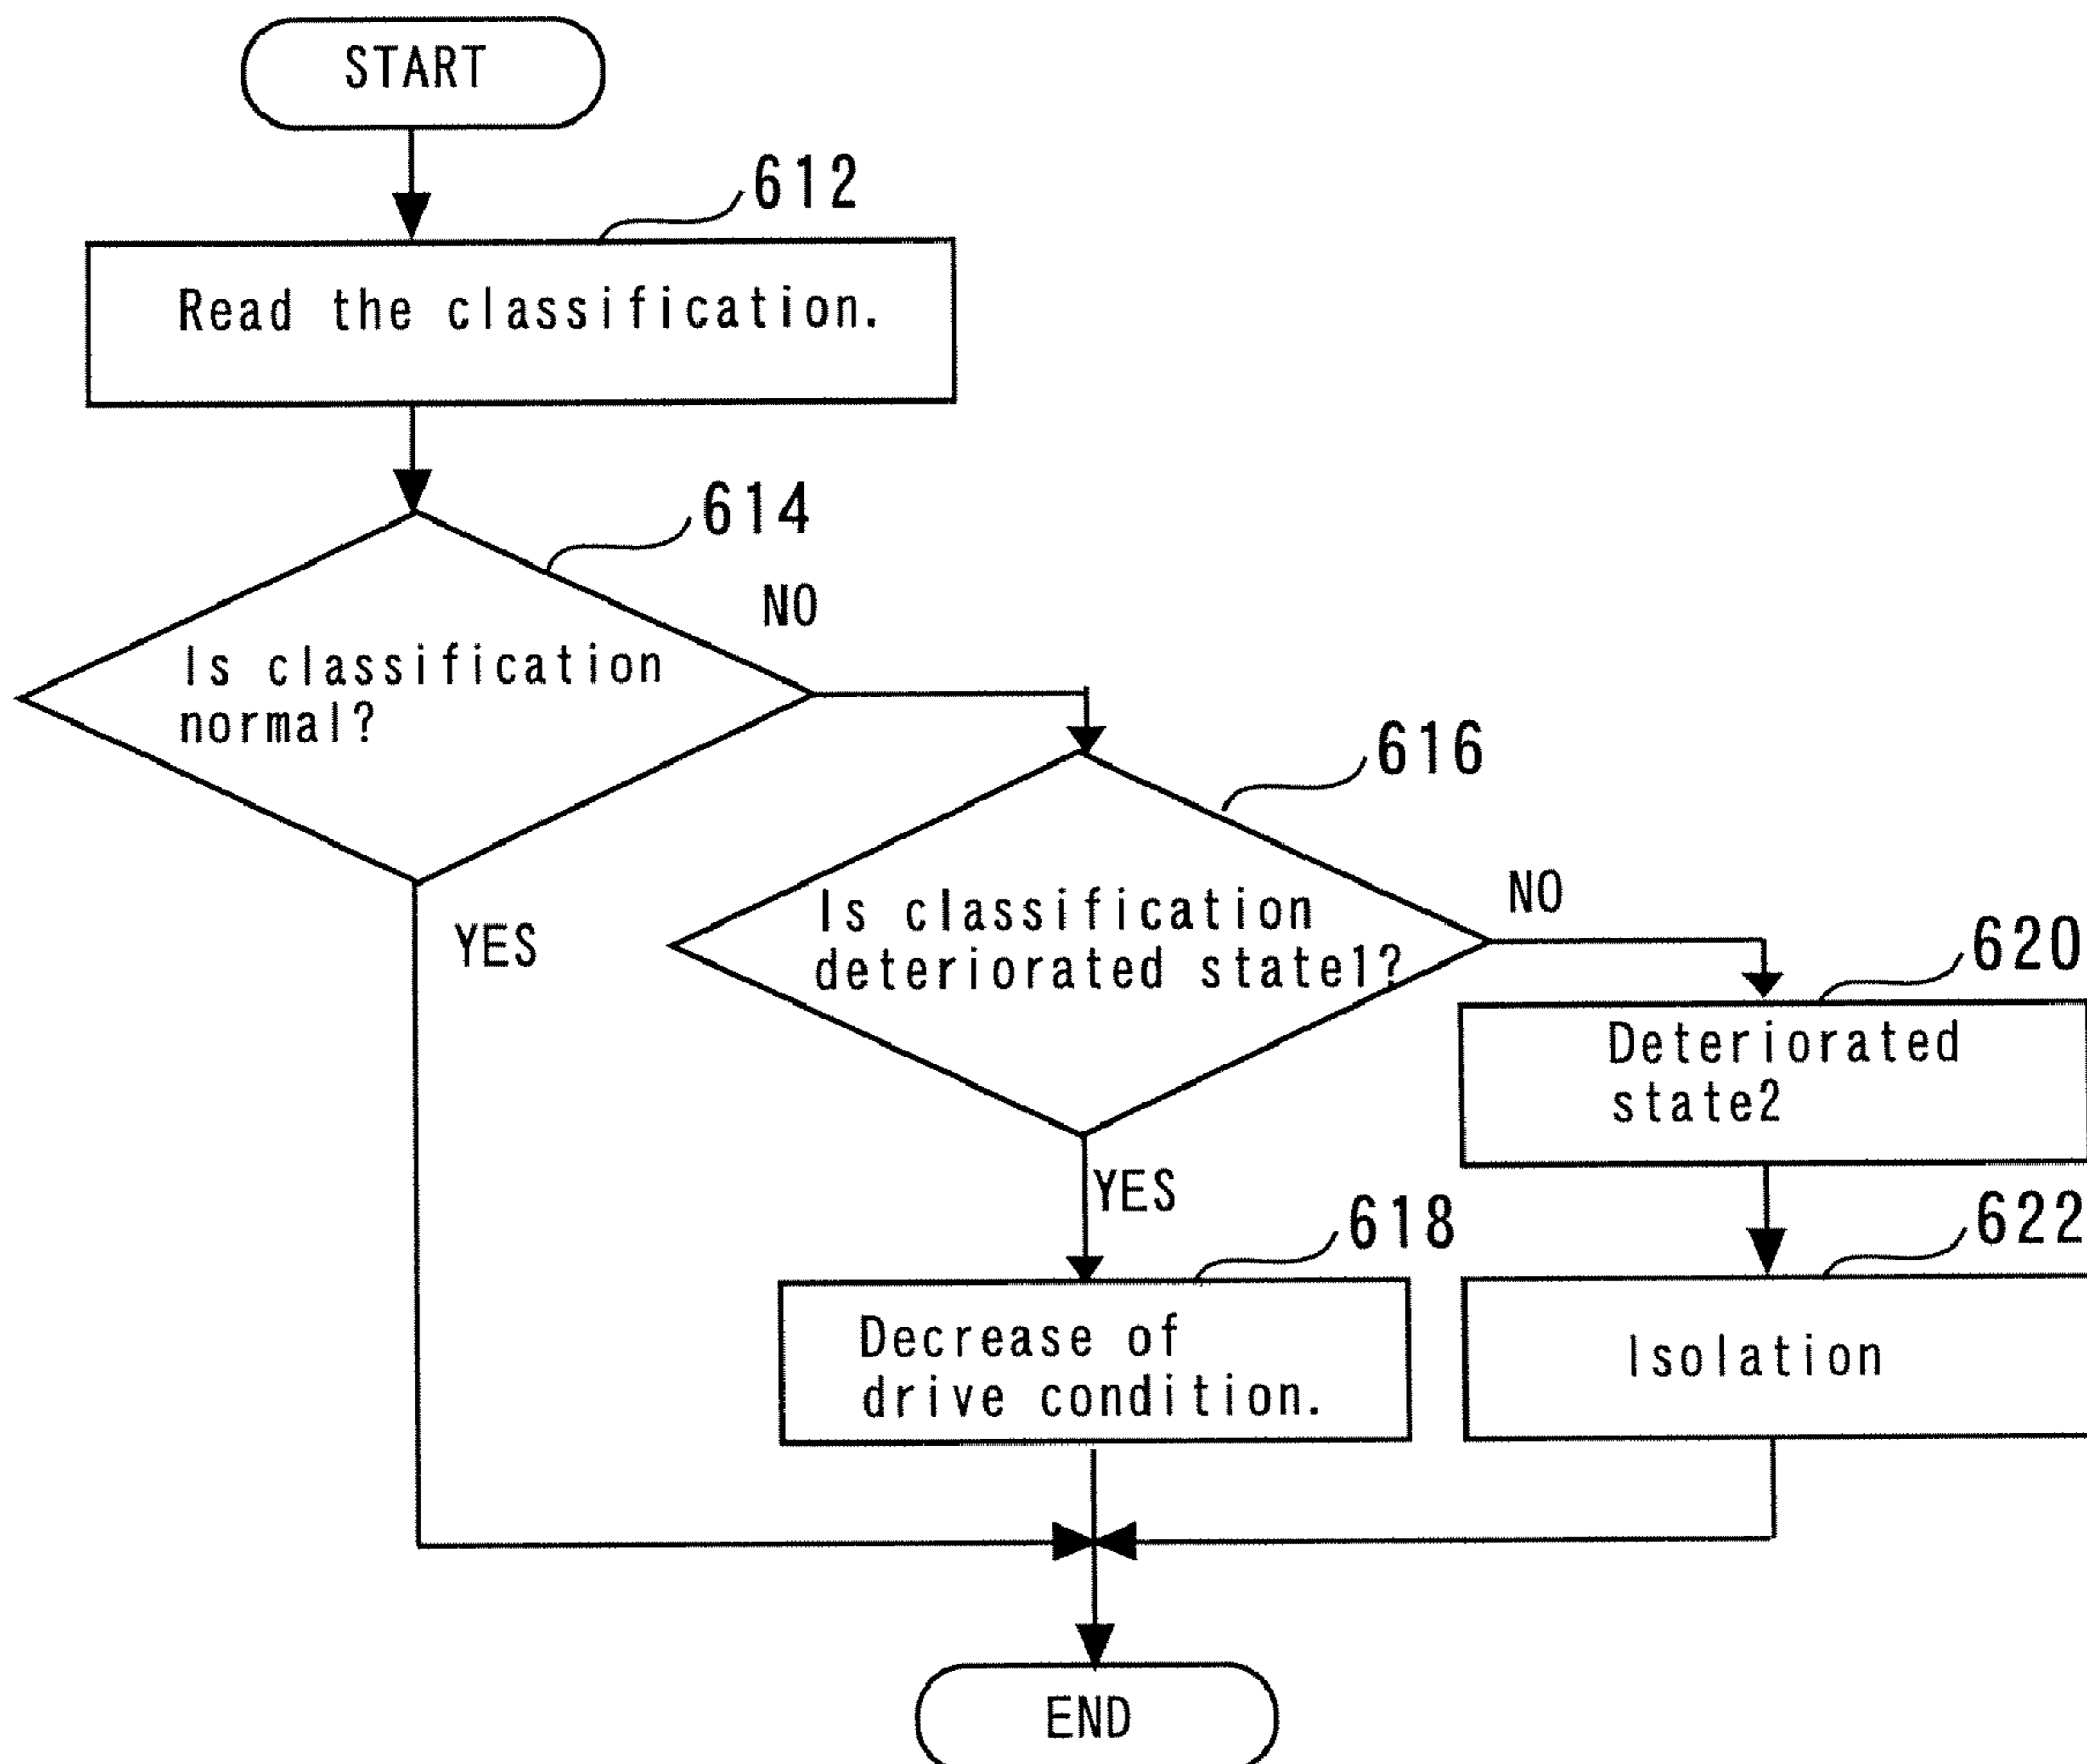 START
612
Read the classification.
614
NO
Is classification
normal?
616
YES
Is classification
deteriorated state1?
NO
620
Deteriorated
state2
YES
618
622
Decrease of
drive condition.
Isolation
END